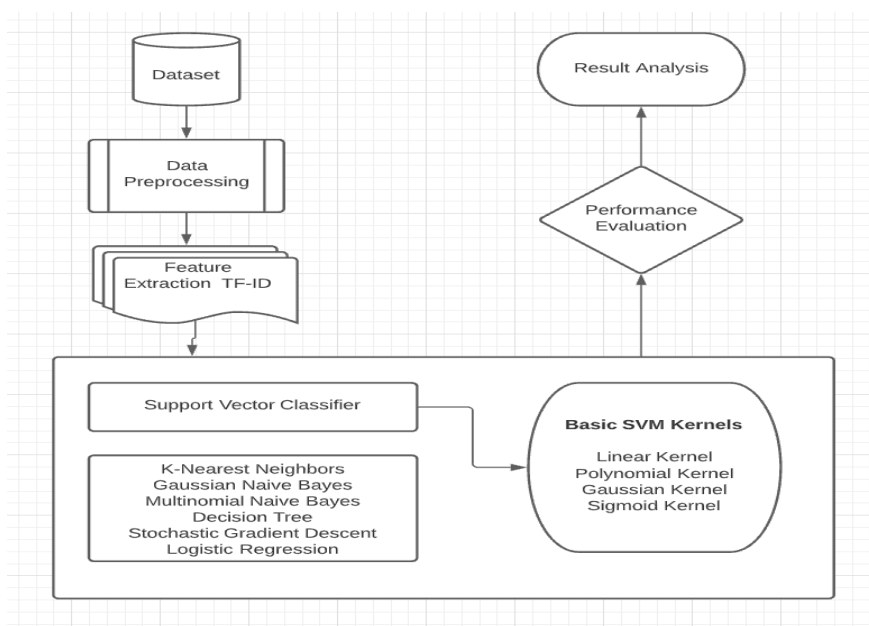 Dataset
Data
Preprocessing
Feature
Extraction TF-ID
Support Vector Classifier
K-Nearest Neighbors
Gaussian Naive Bayes
Multinomial Naive Bayes
Decision Tree
Stochastic Gradient Descent
Logistic Regression
Basic SVM Kernels
Linear Kernel
Polynomial Kernel
Gaussian Kernel
Sigmoid Kernel
Performance
Evaluation
Result Analysis